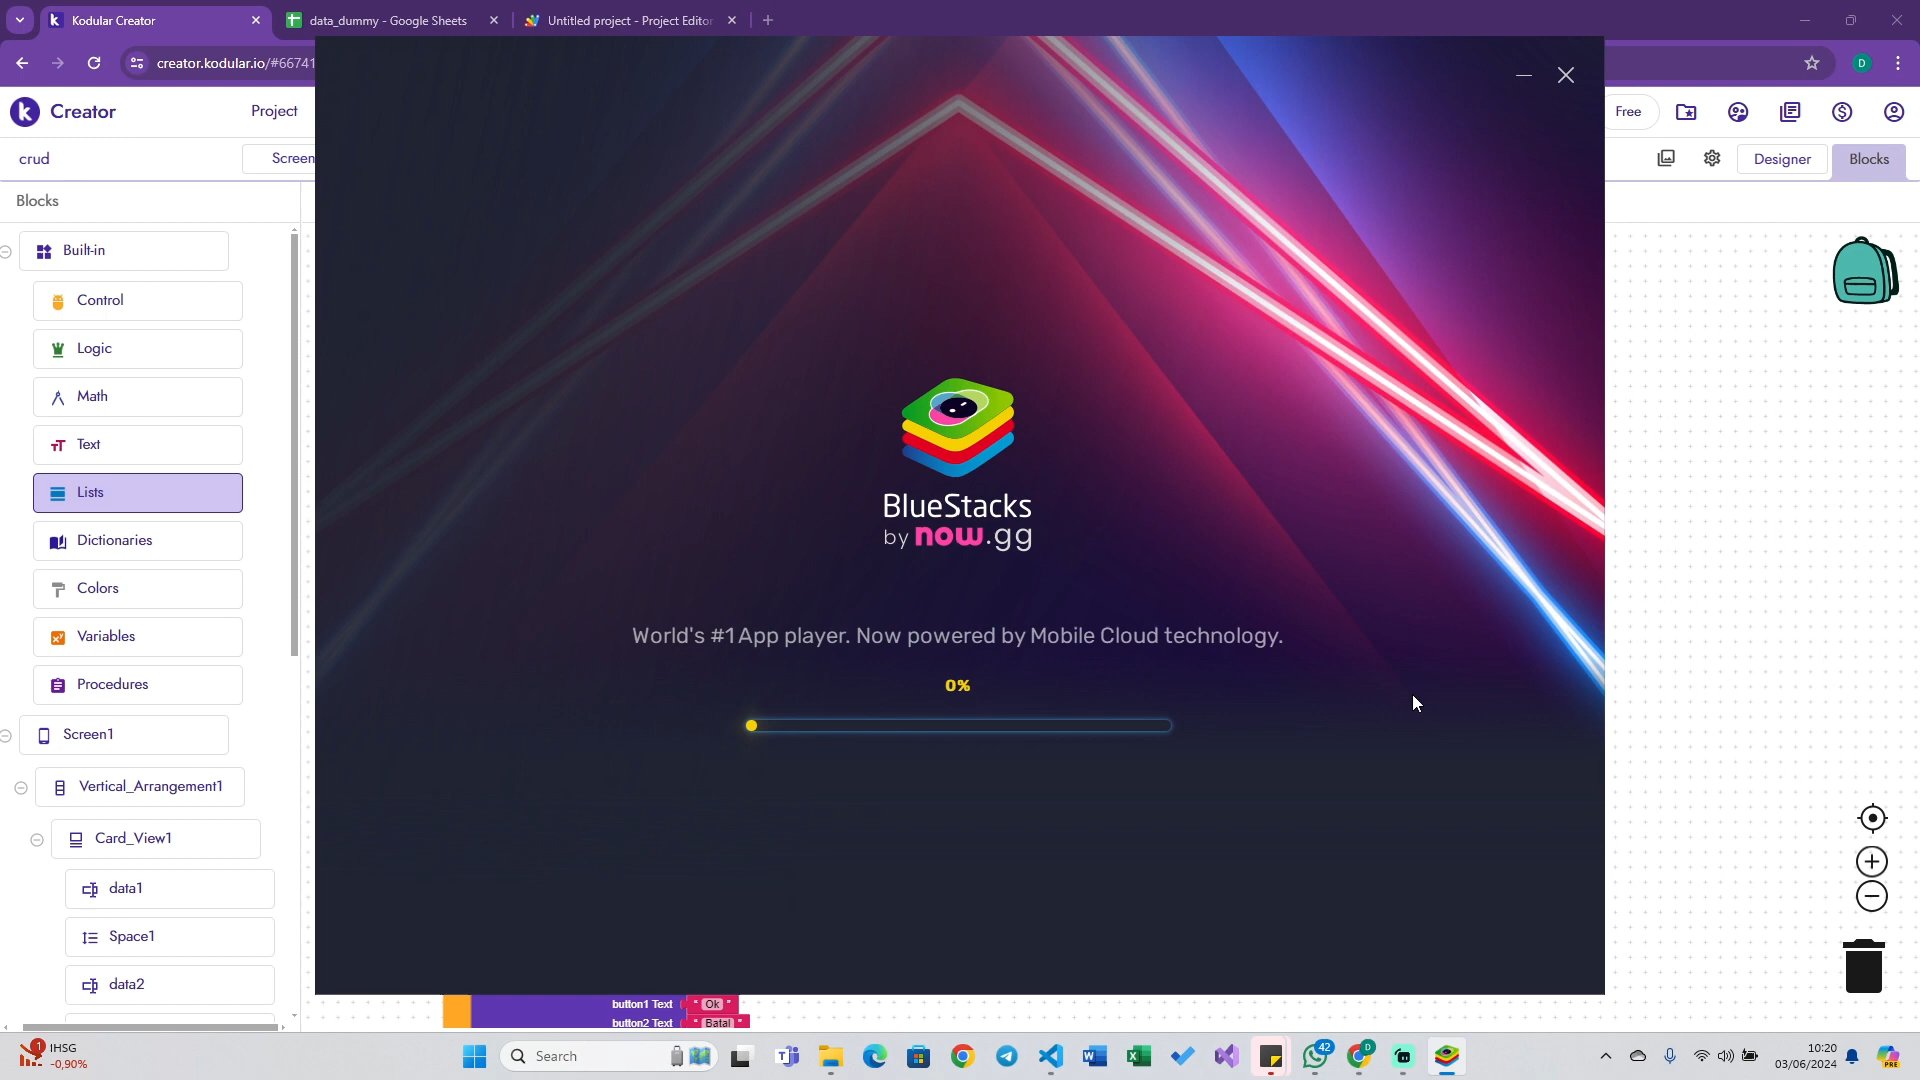 Kodular Creator
data_dummy - Google Sheets
Untitled project - Project Editor
creator.kodular.io/#66741
D
Creator
Project
Free
crud
Screen
Designer
Blocks
Blocks
Built-in
Control
Logic
Math
Text
Lists
Dictionaries
Colors
Variables
Procedures
Screen1
Vertical_Arrangement1
Card_View1
data1
Space1
data2
BlueStacks
by now.gg
World's #1 App player. Now powered by Mobile Cloud technology.
0%
button1 Text
" Ok "
button2 Text
" Batal "
1
IHSG
-0,90%
Search
42
D
10:20
03/06/2024
PRE